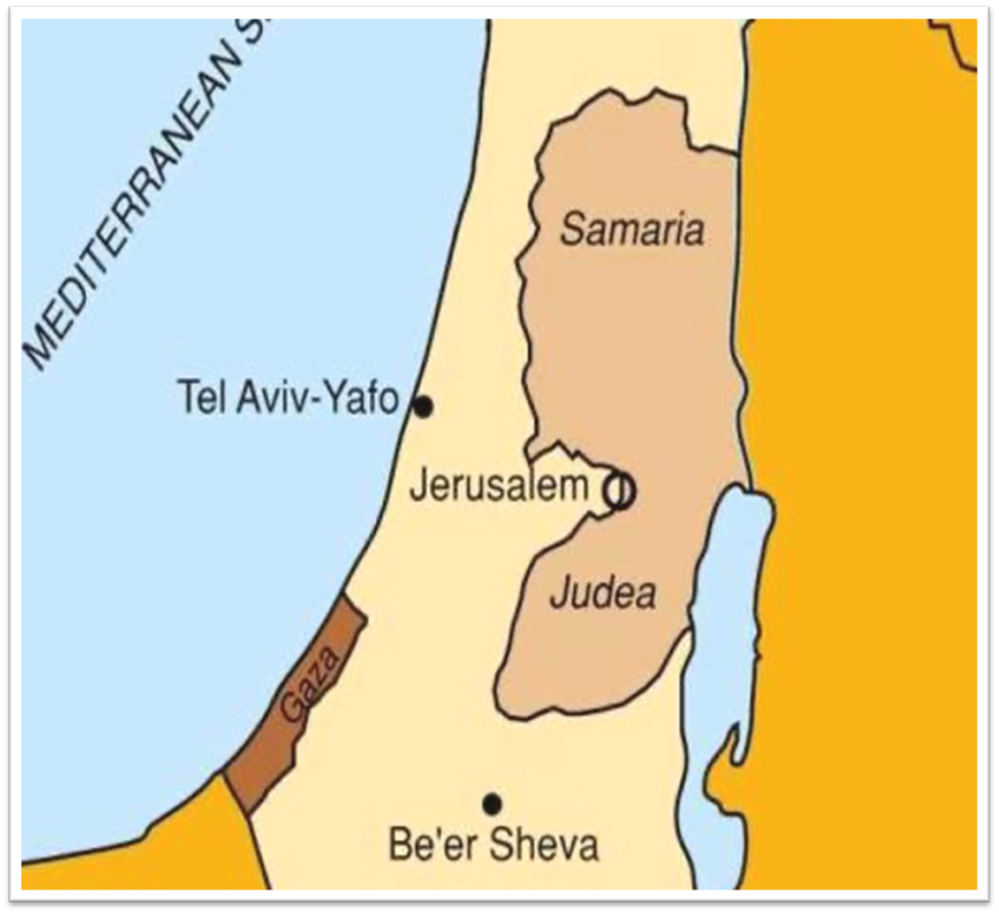 MEDITERRANEAN S
Samaria
Tel Aviv-Yafo
Jerusalem
Judea
Gaza
Be'er Sheva